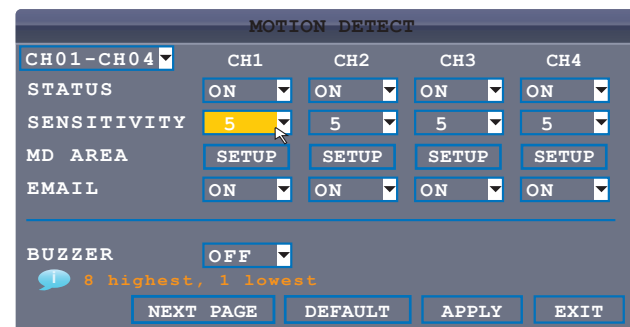 MOTION DETECT
CH01-CH04 CH1 CH2 CH3 CH4
STATUS ON ON ON ON
SENSITIVITY 5 5 5 5
MD AREA SETUP SETUP SETUP SETUP
EMAIL ON ON ON ON
BUZZER OFF
i 8 highest, 1 lowest
NEXT PAGE DEFAULT APPLY EXIT